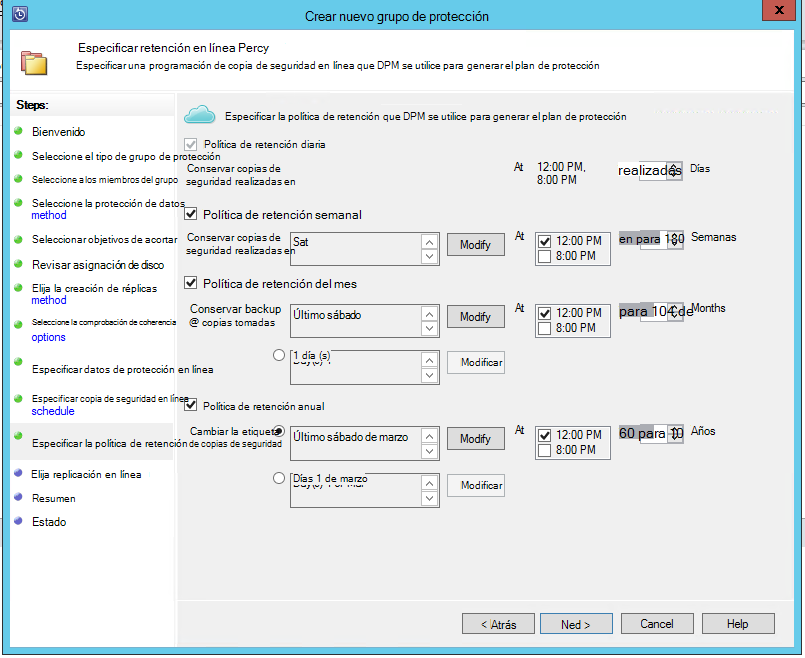 Crear nuevo grupo de protección
x
Especificar retención en línea Percy
Especificar una programación de copia de seguridad en línea que DPM se utilice para generar el plan de protección
Steps:
Bienvenido
Seleccione el tipo de grupo de protección
Seleccione a los miembros del grupo
Seleccione la protección de datos
method
Seleccionar objetivos de acortar
Revisar asignación de disco
Elija la creación de réplicas
method
Seleccione la comprobación de coherencia
options
Especificar datos de protección en línea
Especificar copia de seguridad en línea
schedule
Especificar la política de retención de copias de seguridad
Elija replicación en línea
Resumen
Estado
Especificar la política de retención que DPM se utilice para generar el plan de protección
Política de retención diaria
Conservar copias de
seguridad realizadas en
At
12:00 PM,
8:00 PM
realizadas
Días
Política de retención semanal
Conservar copias de
seguridad realizadas en
Sat
Modify
At
12:00 PM
8:00 PM
en para 180
Semanas
Política de retención del mes
Conservar backup
@ copias tomadas
Último sábado
Modify
At
12:00 PM
8:00 PM
para 104 de
Months
1 día (s)
Modificar
Política de retención anual
Cambiar la etiqueta
Último sábado de marzo
Modify
At
12:00 PM
8:00 PM
60 para 10
Años
Días 1 de marzo
Modificar
< Atrás
Ned >
Cancel
Help